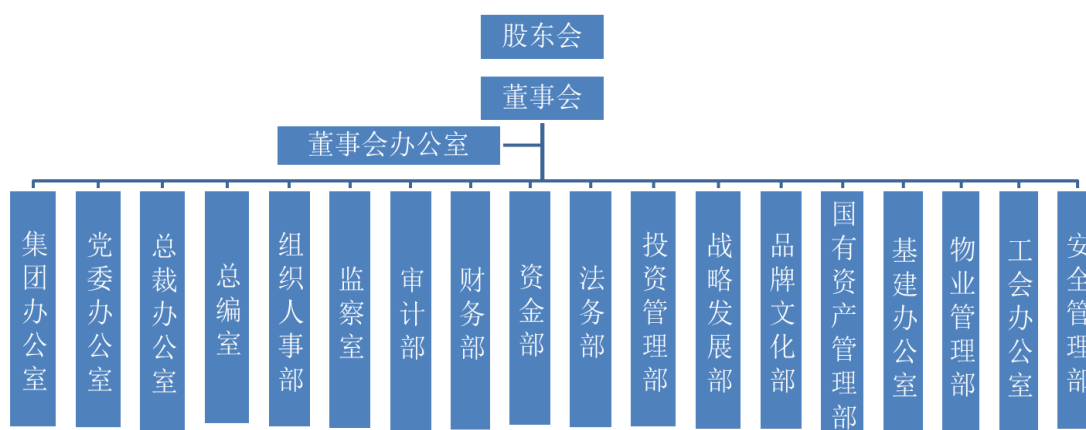 股东会
董事会
董事会办公室
集团办公室
党委办公室
总裁办公室
总编室
组织人事部
监察室
审计部
财务部
资金部
法务部
投资管理部
战略发展部
品牌文化部
国有资产管理部
基建办公室
物业管理部
工会办公室
安全管理部